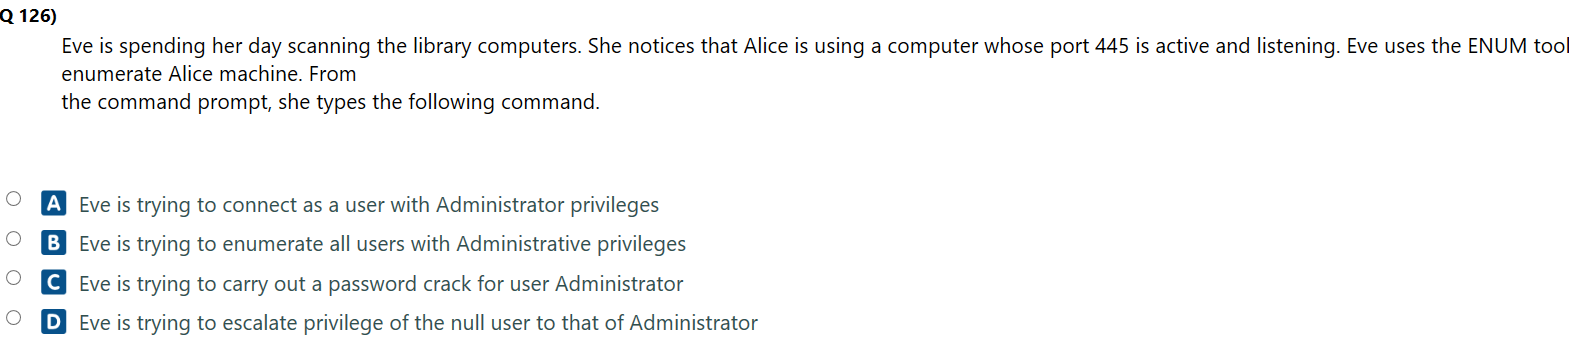 Q 126)
Eve is spending her day scanning the library computers. She notices that Alice is using a computer whose port 445 is active and listening. Eve uses the ENUM tool
enumerate Alice machine. From
the command prompt, she types the following command.
A Eve is trying to connect as a user with Administrator privileges
B Eve is trying to enumerate all users with Administrative privileges
C Eve is trying to carry out a password crack for user Administrator
D Eve is trying to escalate privilege of the null user to that of Administrator